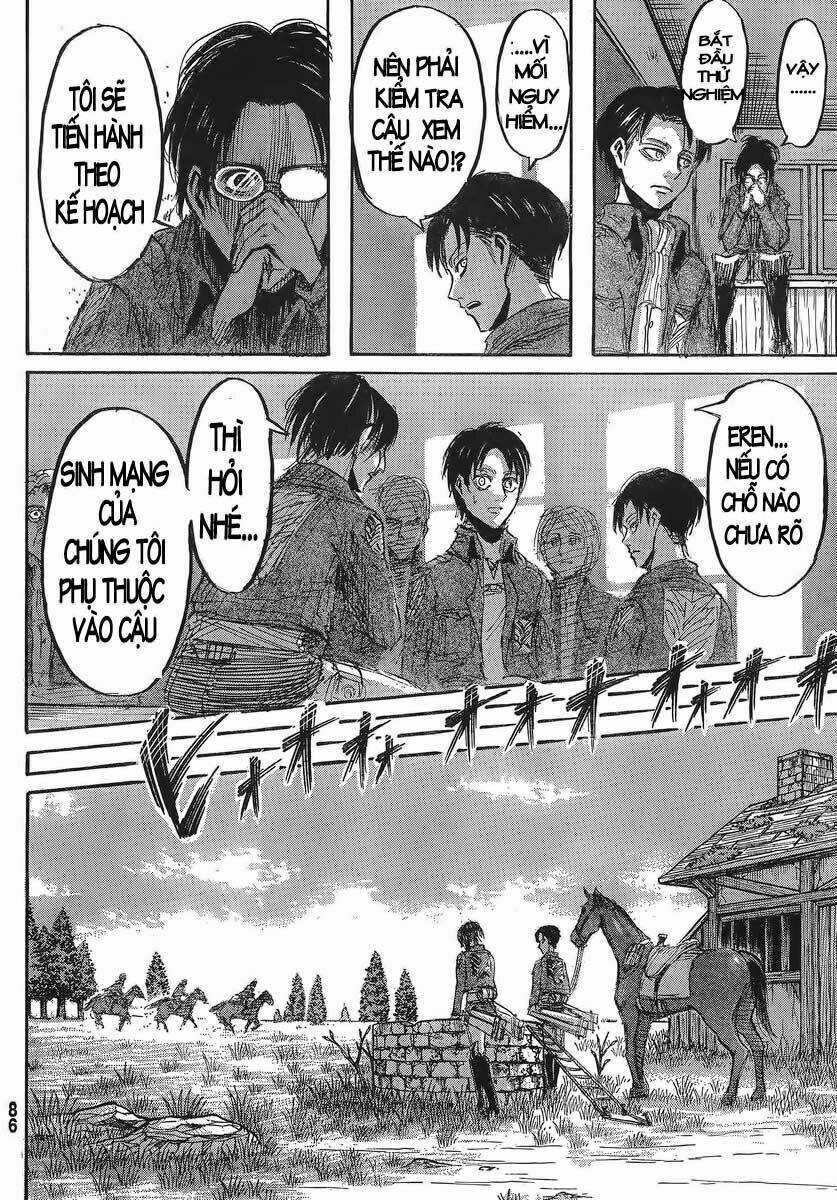 VẬY
......
BẮT
ĐẦU
THỬ
NGHIỆM
....VÌ
MỐI
NGUY
HIỂM...
NÊN PHẢI
KIỂM TRA
CẬU XEM
THẾ NÀO!?
TÔI SẼ
TIẾN HÀNH
THEO
KẾ HOẠCH
EREN...
NẾU CÓ
CHỖ NÀO
CHƯA RÕ
THÌ
HỎI
NHÉ...
SINH MẠNG
CỦA
CHÚNG TÔI
PHỤ THUỘC
VÀO CẬU
86